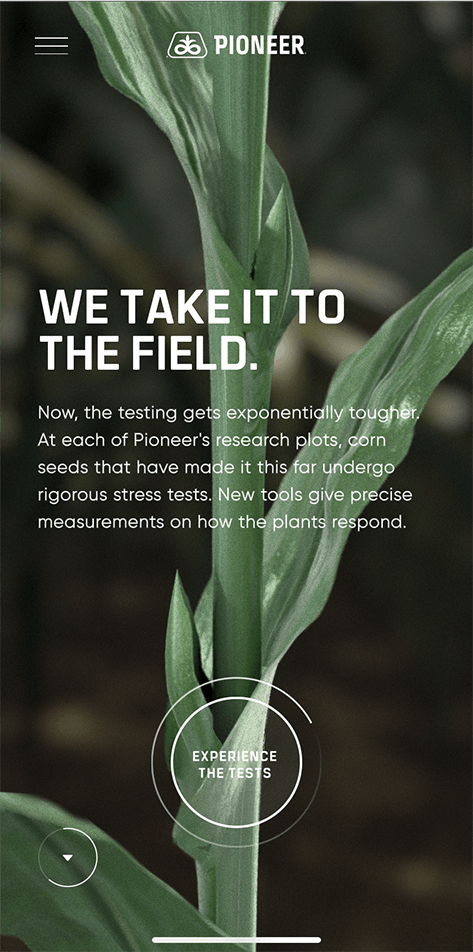 PIONEER
WE TAKE IT TO
THE FIELD.
Now, the testing gets exponentially tougher.
At each of Pioneer's research plots, corn
seeds that have made it this far undergo
rigorous stress tests. New tools give precise
measurements on how the plants respond.
EXPERIENCE
THE TESTS